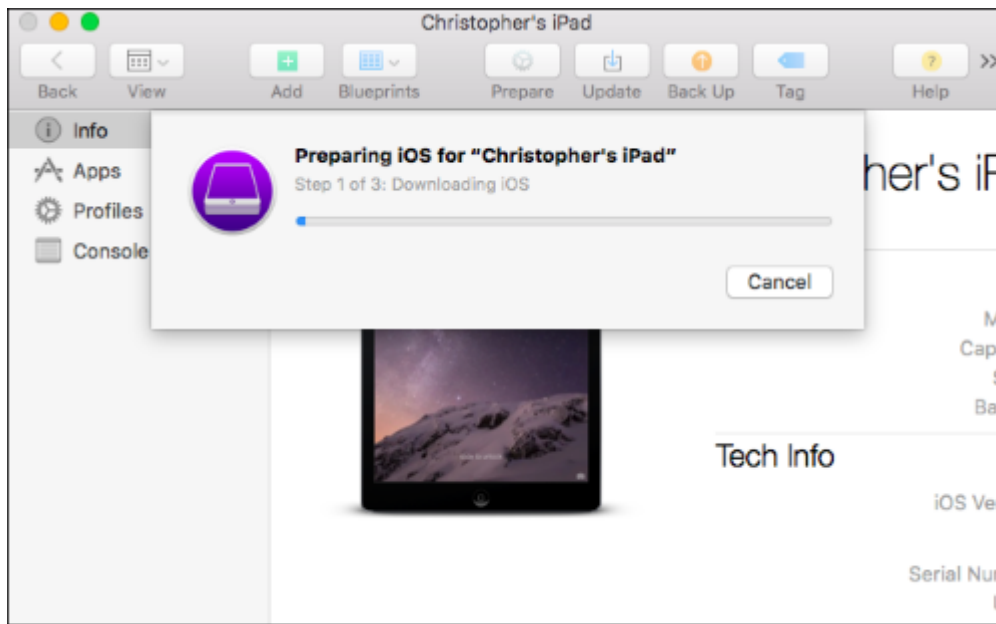 Christopher's iPad
Back View Add Blueprints Prepare Update Back Up Tag Help
Info
Apps
Profiles
Console
Preparing iOS for “Christopher's iPad”
Step 1 of 3: Downloading iOS
Cancel
her's iP
M
Cap
S
Ba
Tech Info
iOS Ve
Serial Nu